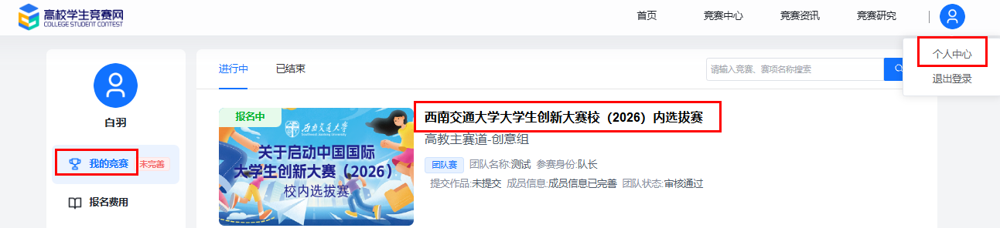 高校学生竞赛网
COLLEGE STUDENT CONTEST
首页 竞赛中心 竞赛资讯 竞赛研究
个人中心
退出登录
进行中 已结束
请输入竞赛、赛项名称搜索
白羽
我的竞赛 未完善
报名费用
报名中
西南交通大学
Southwest Jiaotong University
关于启动中国国际
大学生创新大赛（2026）
校内选拔赛
西南交通大学大学生创新大赛校（2026）内选拔赛
高教主赛道-创意组
团队赛 团队名称:测试 参赛身份:队长
提交作品:未提交 成员信息:成员信息已完善 团队状态:审核通过